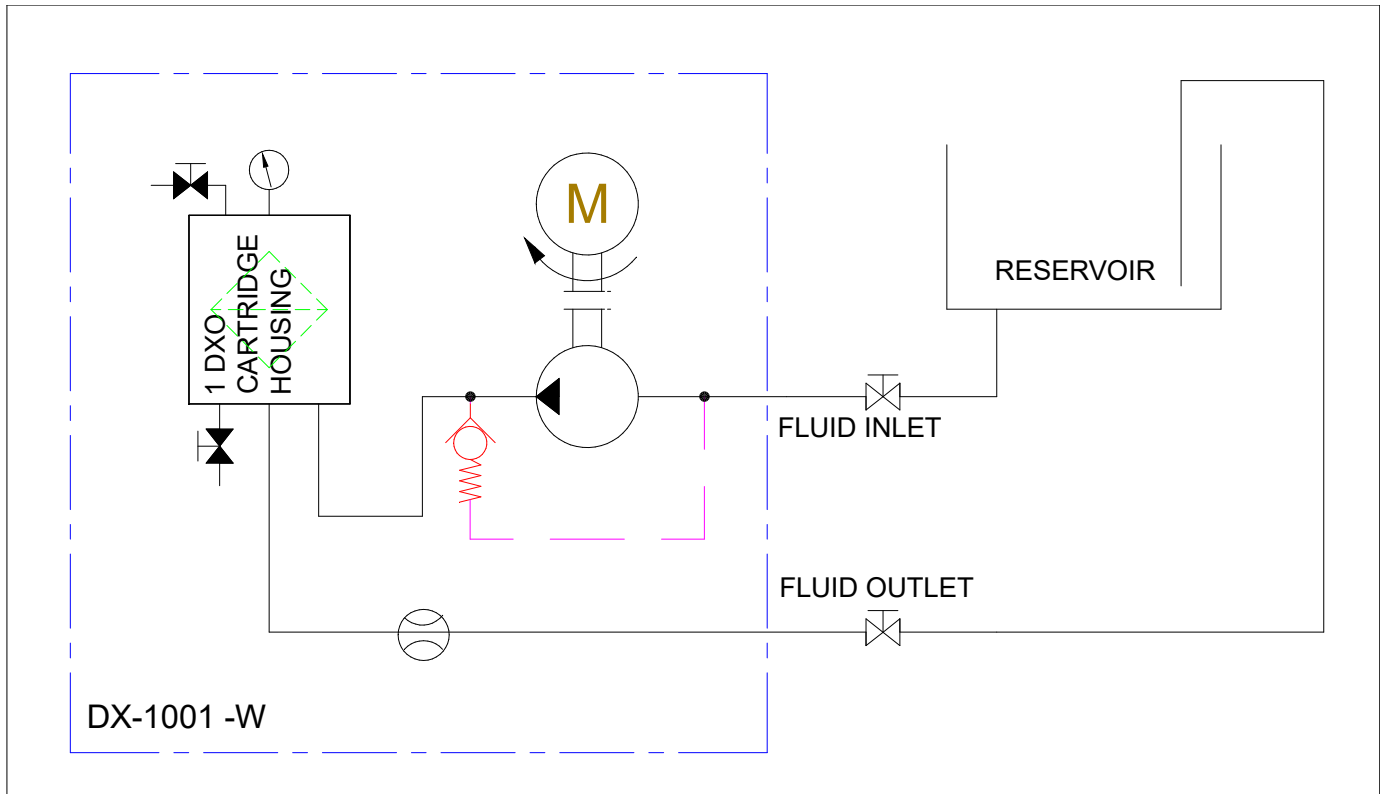 1 DXO
CARTRIDGE
HOUSING
M
RESERVOIR
FLUID INLET
FLUID OUTLET
DX-1001 -W